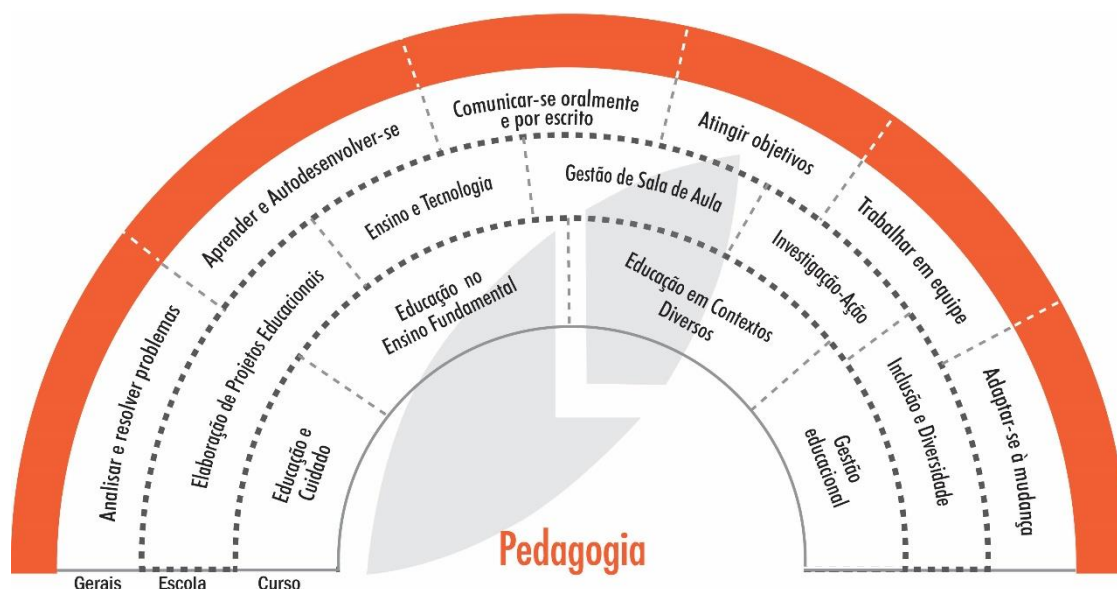 Analisar e resolver problemas
Aprender e Autodesenvolver-se
Comunicar-se oralmente
e por escrito
Atingir objetivos
Trabalhar em equipe
Adaptar-se à mudança
Elaboração de Projetos Educacionais
Ensino e Tecnologia
Gestão de Sala de Aula
Investigação-Ação
Inclusão e Diversidade
Educação e
Cuidado
Educação no
Ensino Fundamental
Educação em Contextos
Diversos
Gestão
educacional
Pedagogia
Gerais
Escola
Curso